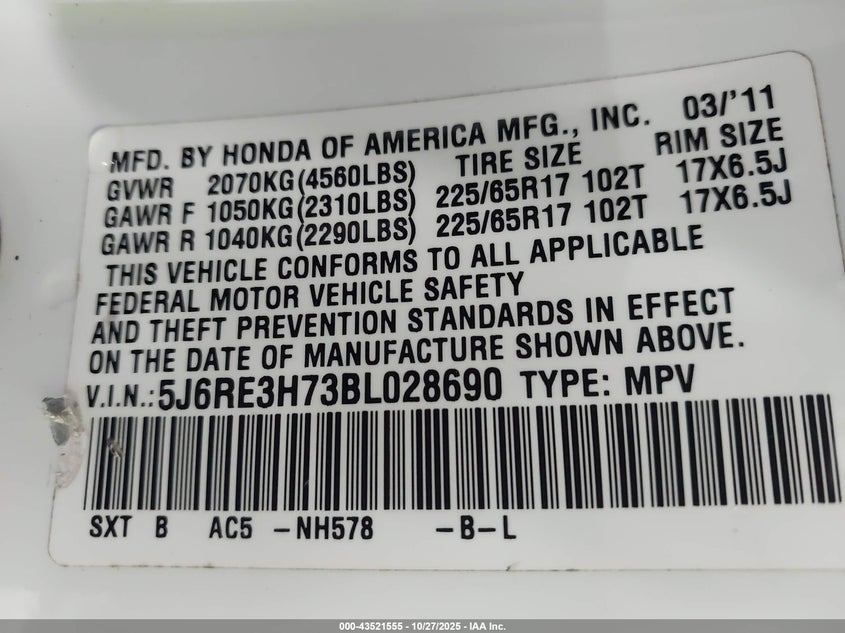 MFD. BY HONDA OF AMERICA MFG., INC. 03/'11
GVWR 2070KG(4560LBS) TIRE SIZE RIM SIZE
GAWR F 1050KG(2310LBS) 225/65R17 102T 17X6.5J
GAWR R 1040KG(2290LBS) 225/65R17 102T 17X6.5J
THIS VEHICLE CONFORMS TO ALL APPLICABLE
FEDERAL MOTOR VEHICLE SAFETY
AND THEFT PREVENTION STANDARDS IN EFFECT
ON THE DATE OF MANUFACTURE SHOWN ABOVE.
V.I.N.:5J6RE3H73BL028690 TYPE: MPV
SXT B AC5 -NH578 -B-L
000-43521555 - 10/27/2025 - IAA Inc.